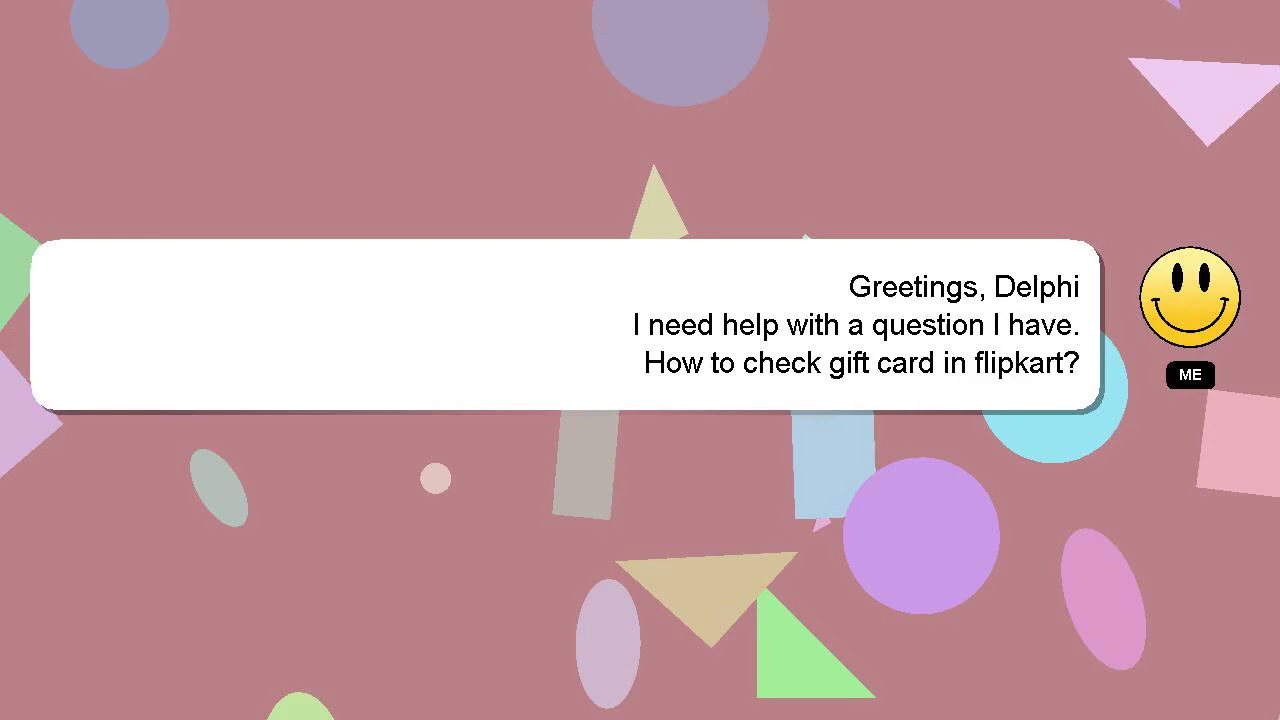 Greetings, Delphi
I need help with a question I have.
How to check gift card in flipkart?
ME